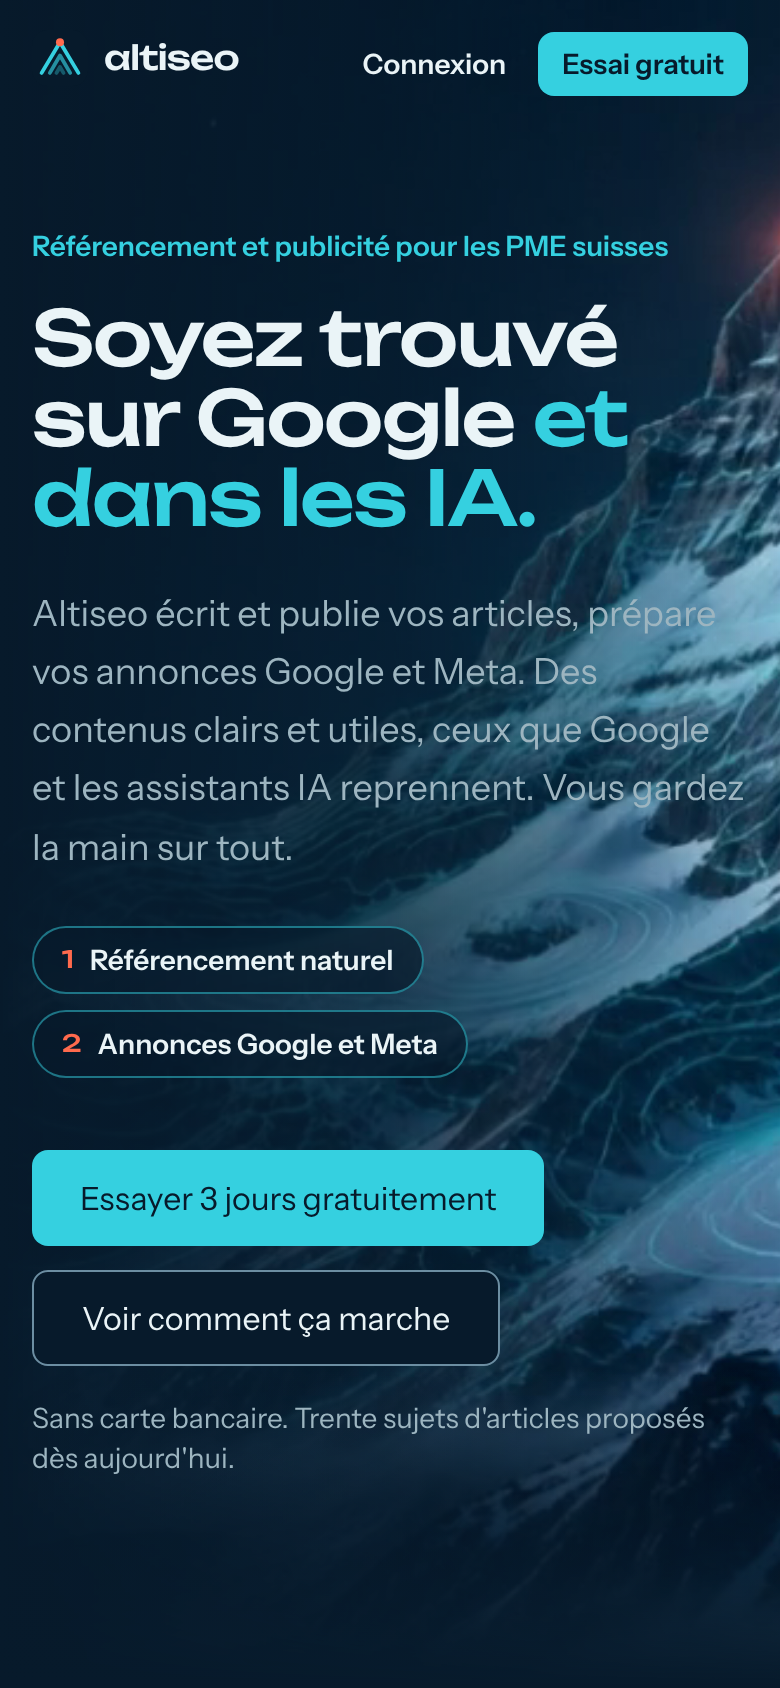 altiseo
Connexion
Essai gratuit
Référencement et publicité pour les PME suisses
Soyez trouvé
sur Google et
dans les IA.
Altiseo écrit et publie vos articles, prépare
vos annonces Google et Meta. Des
contenus clairs et utiles, ceux que Google
et les assistants IA reprennent. Vous gardez
la main sur tout.
1 Référencement naturel
2 Annonces Google et Meta
Essayer 3 jours gratuitement
Voir comment ça marche
Sans carte bancaire. Trente sujets d'articles proposés
dès aujourd'hui.